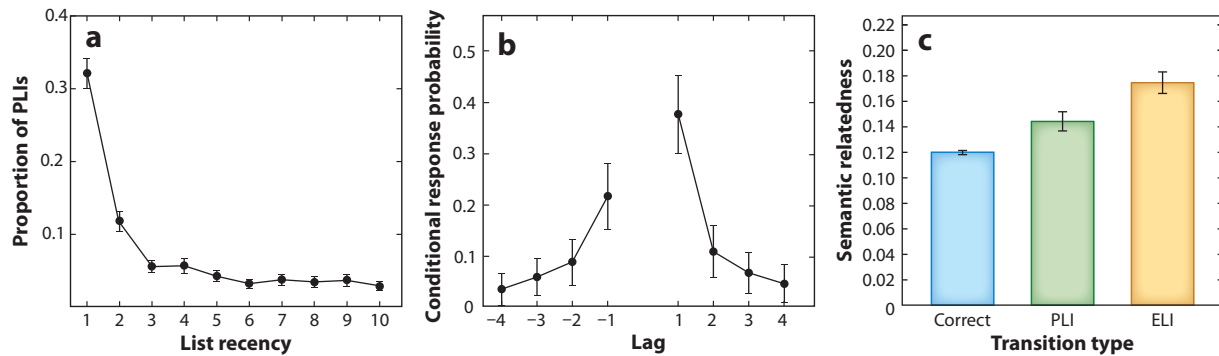 a
Proportion of PLIs
0.4
0.3
0.2
0.1
1 2 3 4 5 6 7 8 9 10
List recency
b
Conditional response probability
0.5
0.4
0.3
0.2
0.1
0
−4 −3 −2 −1 1 2 3 4
Lag
c
Semantic relatedness
0.22
0.20
0.18
0.16
0.14
0.12
0.10
0.08
0.06
0.04
0.02
0
Correct PLI ELI
Transition type